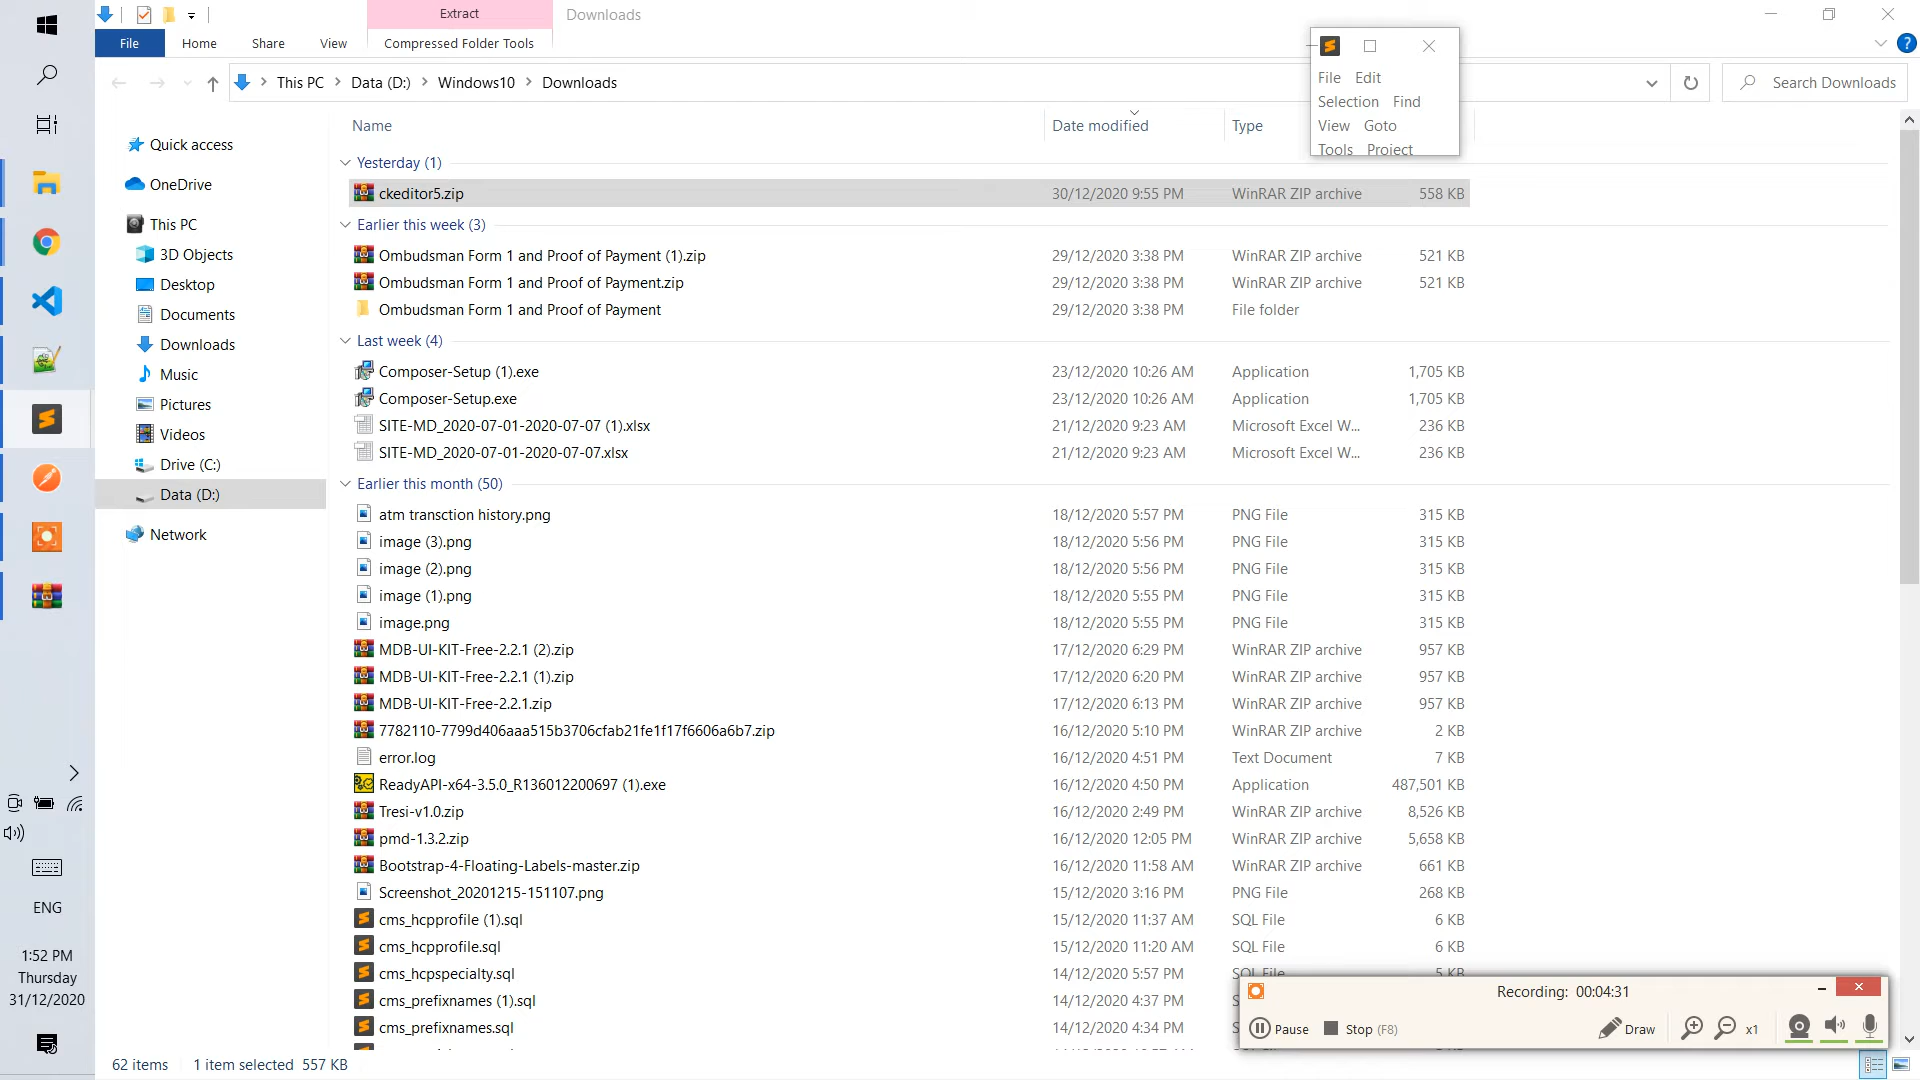 Extract
Downloads
File
Home
Share
View
Compressed Folder Tools
This PC
Data (D:)
Windows10
Downloads
Search Downloads
File Edit
Selection Find
View Goto
Tools Project
Name
Date modified
Type
Quick access
OneDrive
This PC
3D Objects
Desktop
Documents
Downloads
Music
Pictures
Videos
Drive (C:)
Data (D:)
Network
Yesterday (1)
ckeditor5.zip 30/12/2020 9:55 PM WinRAR ZIP archive 558 KB
Earlier this week (3)
Ombudsman Form 1 and Proof of Payment (1).zip 29/12/2020 3:38 PM WinRAR ZIP archive 521 KB
Ombudsman Form 1 and Proof of Payment.zip 29/12/2020 3:38 PM WinRAR ZIP archive 521 KB
Ombudsman Form 1 and Proof of Payment 29/12/2020 3:38 PM File folder
Last week (4)
Composer-Setup (1).exe 23/12/2020 10:26 AM Application 1,705 KB
Composer-Setup.exe 23/12/2020 10:26 AM Application 1,705 KB
SITE-MD_2020-07-01-2020-07-07 (1).xlsx 21/12/2020 9:23 AM Microsoft Excel W... 236 KB
SITE-MD_2020-07-01-2020-07-07.xlsx 21/12/2020 9:23 AM Microsoft Excel W... 236 KB
Earlier this month (50)
atm transction history.png 18/12/2020 5:57 PM PNG File 315 KB
image (3).png 18/12/2020 5:56 PM PNG File 315 KB
image (2).png 18/12/2020 5:56 PM PNG File 315 KB
image (1).png 18/12/2020 5:55 PM PNG File 315 KB
image.png 18/12/2020 5:55 PM PNG File 315 KB
MDB-UI-KIT-Free-2.2.1 (2).zip 17/12/2020 6:29 PM WinRAR ZIP archive 957 KB
MDB-UI-KIT-Free-2.2.1 (1).zip 17/12/2020 6:20 PM WinRAR ZIP archive 957 KB
MDB-UI-KIT-Free-2.2.1.zip 17/12/2020 6:13 PM WinRAR ZIP archive 957 KB
7782110-7799d406aaa515b3706cfab21fe1f17f6606a6b7.zip 16/12/2020 5:10 PM WinRAR ZIP archive 2 KB
error.log 16/12/2020 4:51 PM Text Document 7 KB
ReadyAPI-x64-3.5.0_R136012200697 (1).exe 16/12/2020 4:50 PM Application 487,501 KB
Tresi-v1.0.zip 16/12/2020 2:49 PM WinRAR ZIP archive 8,526 KB
pmd-1.3.2.zip 16/12/2020 12:05 PM WinRAR ZIP archive 5,658 KB
Bootstrap-4-Floating-Labels-master.zip 16/12/2020 11:58 AM WinRAR ZIP archive 661 KB
Screenshot_20201215-151107.png 15/12/2020 3:16 PM PNG File 268 KB
cms_hcpprofile (1).sql 15/12/2020 11:37 AM SQL File 6 KB
cms_hcpprofile.sql 15/12/2020 11:20 AM SQL File 6 KB
cms_hcpspecialty.sql 14/12/2020 5:57 PM SQL File 5 KB
cms_prefixnames (1).sql 14/12/2020 4:37 PM
cms_prefixnames.sql 14/12/2020 4:34 PM
ENG
1:52 PM
Thursday
31/12/2020
Recording: 00:04:31
Pause
Stop (F8)
Draw
x1
62 items
1 item selected 557 KB